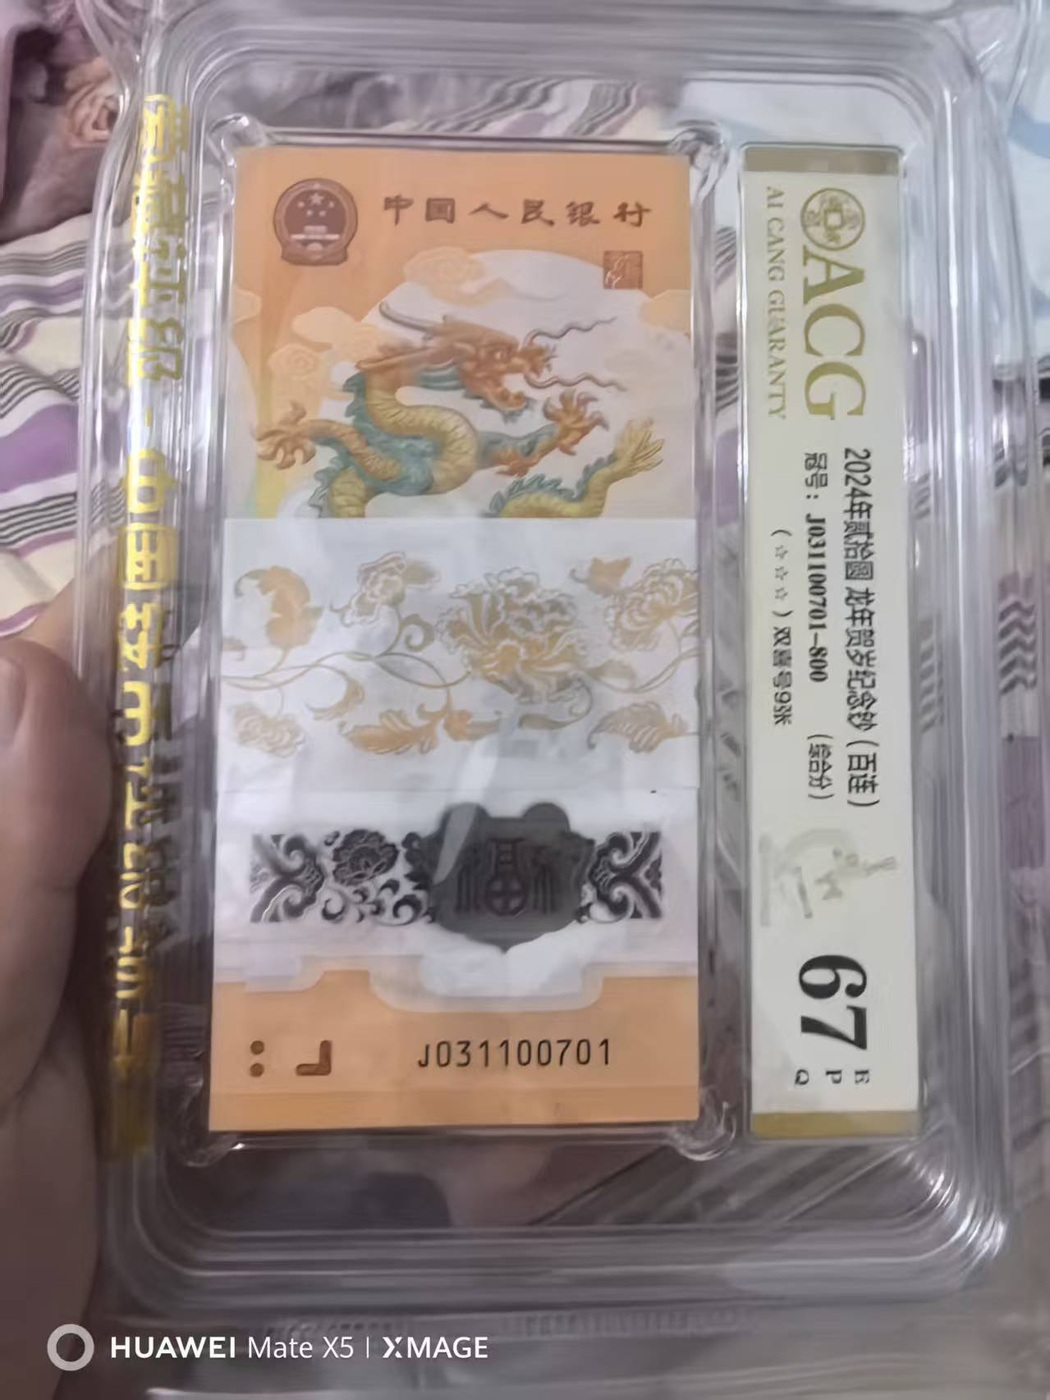 中国人民银行
J031100701
ACG
AI CANG GUARANTY
2024年贰拾圆 龙年贺岁纪念钞（百连）
冠号：J031100701-800 （综合分）
（☆☆☆）双喜号9张
67
E
P
Q
福
HUAWEI Mate X5 | XMAGE